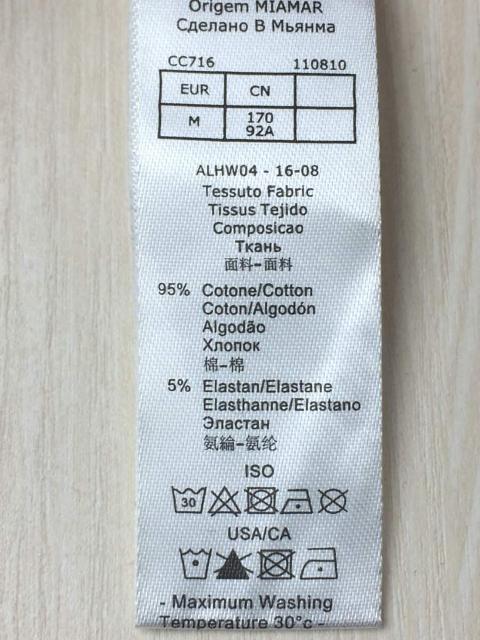 Origem MIAMAR
Сделано В Мьянма
CC716 110810
EUR CN
M 170 92A
ALHW04 - 16-08
Tessuto Fabric
Tissus Tejido
Composicao
Ткань
面料-面料
95% Cotone/Cotton
Coton/Algodón
Algodão
Хлопок
棉-棉
5% Elastan/Elastane
Elasthanne/Elastano
Эластан
氨綸-氨纶
ISO
30
USA/CA
- Maximum Washing
Temperature 30°c -